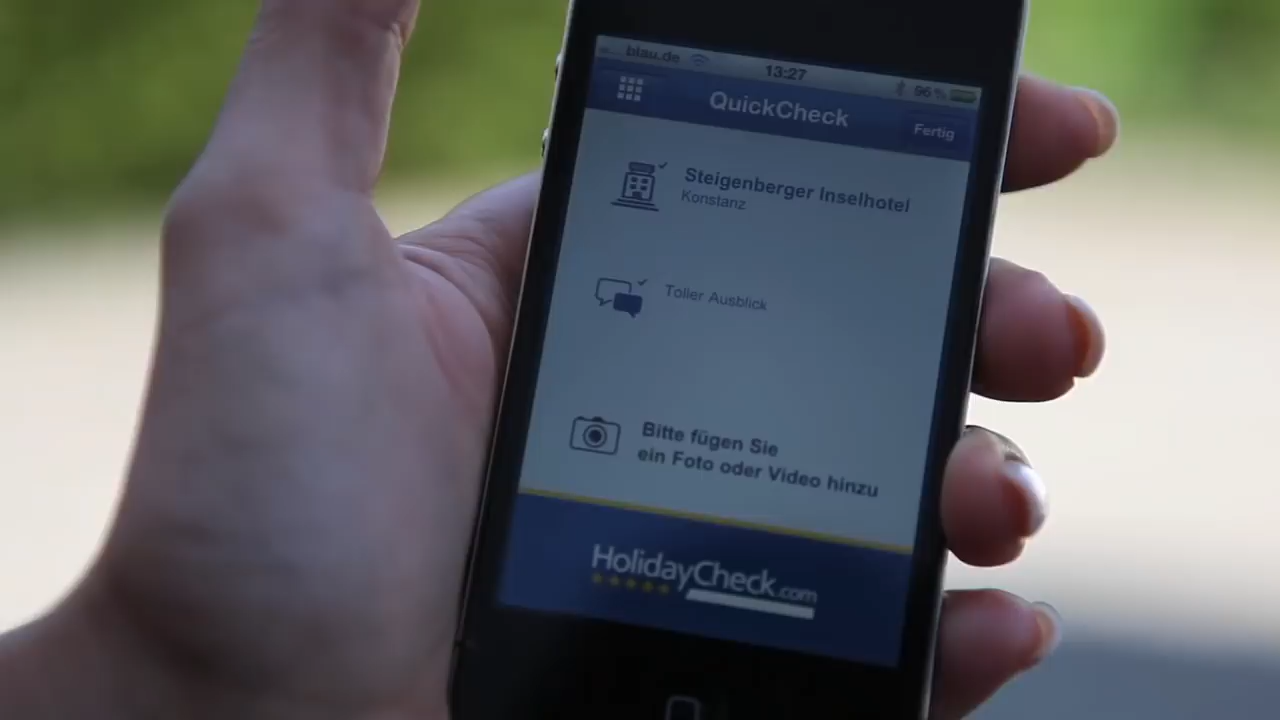 blau.de
13:27
96 %
QuickCheck
Fertig
Steigenberger Inselhotel
Konstanz
Toller Ausblick
Bitte fügen Sie
ein Foto oder Video hinzu
HolidayCheck.com